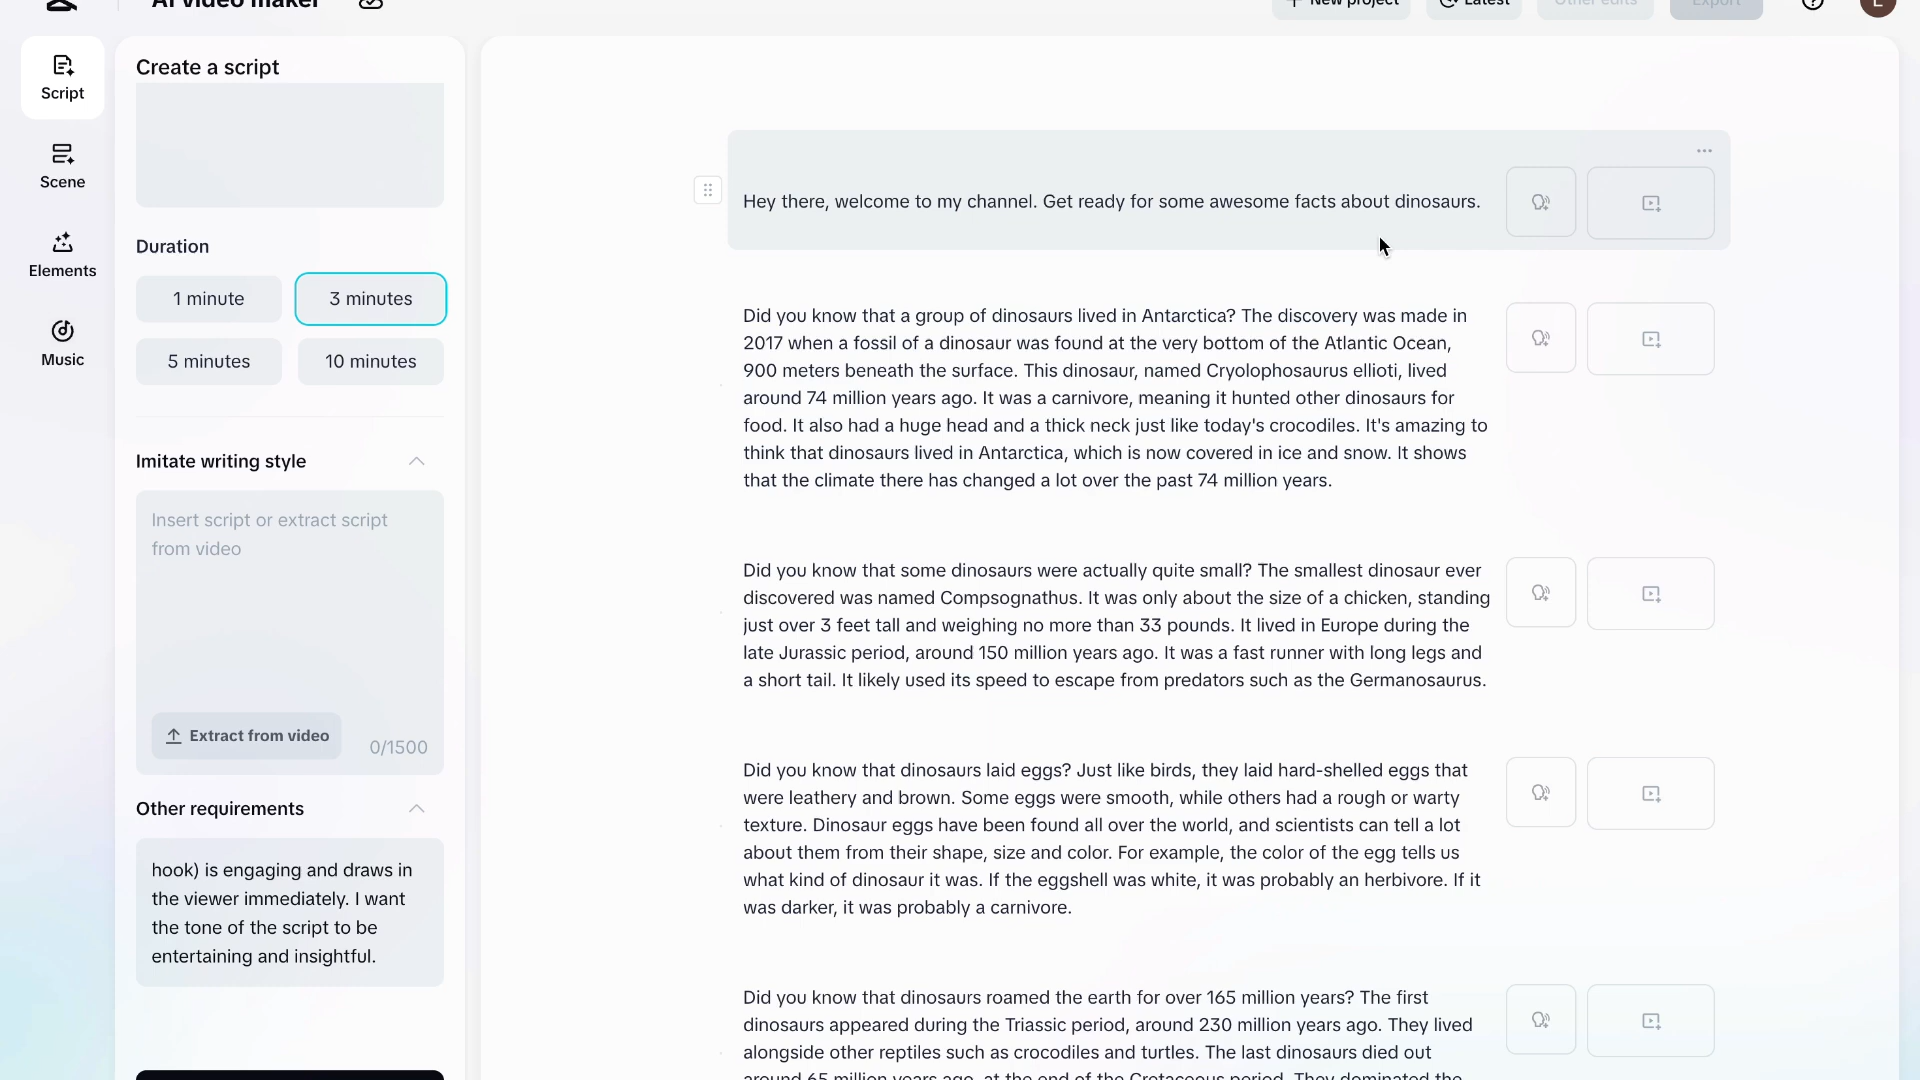 AI video maker
New project
Latest
Other edits
Export
Script
Scene
Elements
Music
Create a script
Duration
1 minute
3 minutes
5 minutes
10 minutes
Imitate writing style
Insert script or extract script
from video
Extract from video
0/1500
Other requirements
hook) is engaging and draws in
the viewer immediately. I want
the tone of the script to be
entertaining and insightful.
Hey there, welcome to my channel. Get ready for some awesome facts about dinosaurs.
Did you know that a group of dinosaurs lived in Antarctica? The discovery was made in
2017 when a fossil of a dinosaur was found at the very bottom of the Atlantic Ocean,
900 meters beneath the surface. This dinosaur, named Cryolophosaurus ellioti, lived
around 74 million years ago. It was a carnivore, meaning it hunted other dinosaurs for
food. It also had a huge head and a thick neck just like today's crocodiles. It's amazing to
think that dinosaurs lived in Antarctica, which is now covered in ice and snow. It shows
that the climate there has changed a lot over the past 74 million years.
Did you know that some dinosaurs were actually quite small? The smallest dinosaur ever
discovered was named Compsognathus. It was only about the size of a chicken, standing
just over 3 feet tall and weighing no more than 33 pounds. It lived in Europe during the
late Jurassic period, around 150 million years ago. It was a fast runner with long legs and
a short tail. It likely used its speed to escape from predators such as the Germanosaurus.
Did you know that dinosaurs laid eggs? Just like birds, they laid hard-shelled eggs that
were leathery and brown. Some eggs were smooth, while others had a rough or warty
texture. Dinosaur eggs have been found all over the world, and scientists can tell a lot
about them from their shape, size and color. For example, the color of the egg tells us
what kind of dinosaur it was. If the eggshell was white, it was probably an herbivore. If it
was darker, it was probably a carnivore.
Did you know that dinosaurs roamed the earth for over 165 million years? The first
dinosaurs appeared during the Triassic period, around 230 million years ago. They lived
alongside other reptiles such as crocodiles and turtles. The last dinosaurs died out
around 65 million years ago, at the end of the Cretaceous period. They dominated the